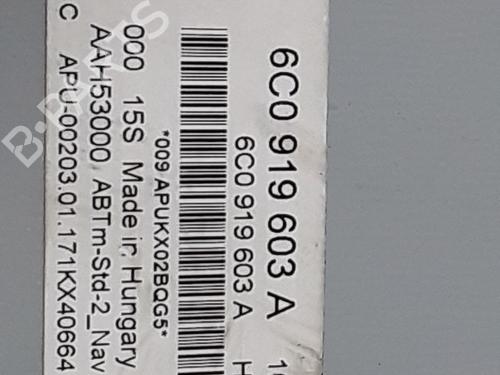 6C0 919 603 A
6C0 919 603 A
*009 APUKX02BQG5*
000 15S Made in Hungary
AAH53000 ABTm-Std-2_Nav
C APU-00203.01.171KX40664
B-PARTS